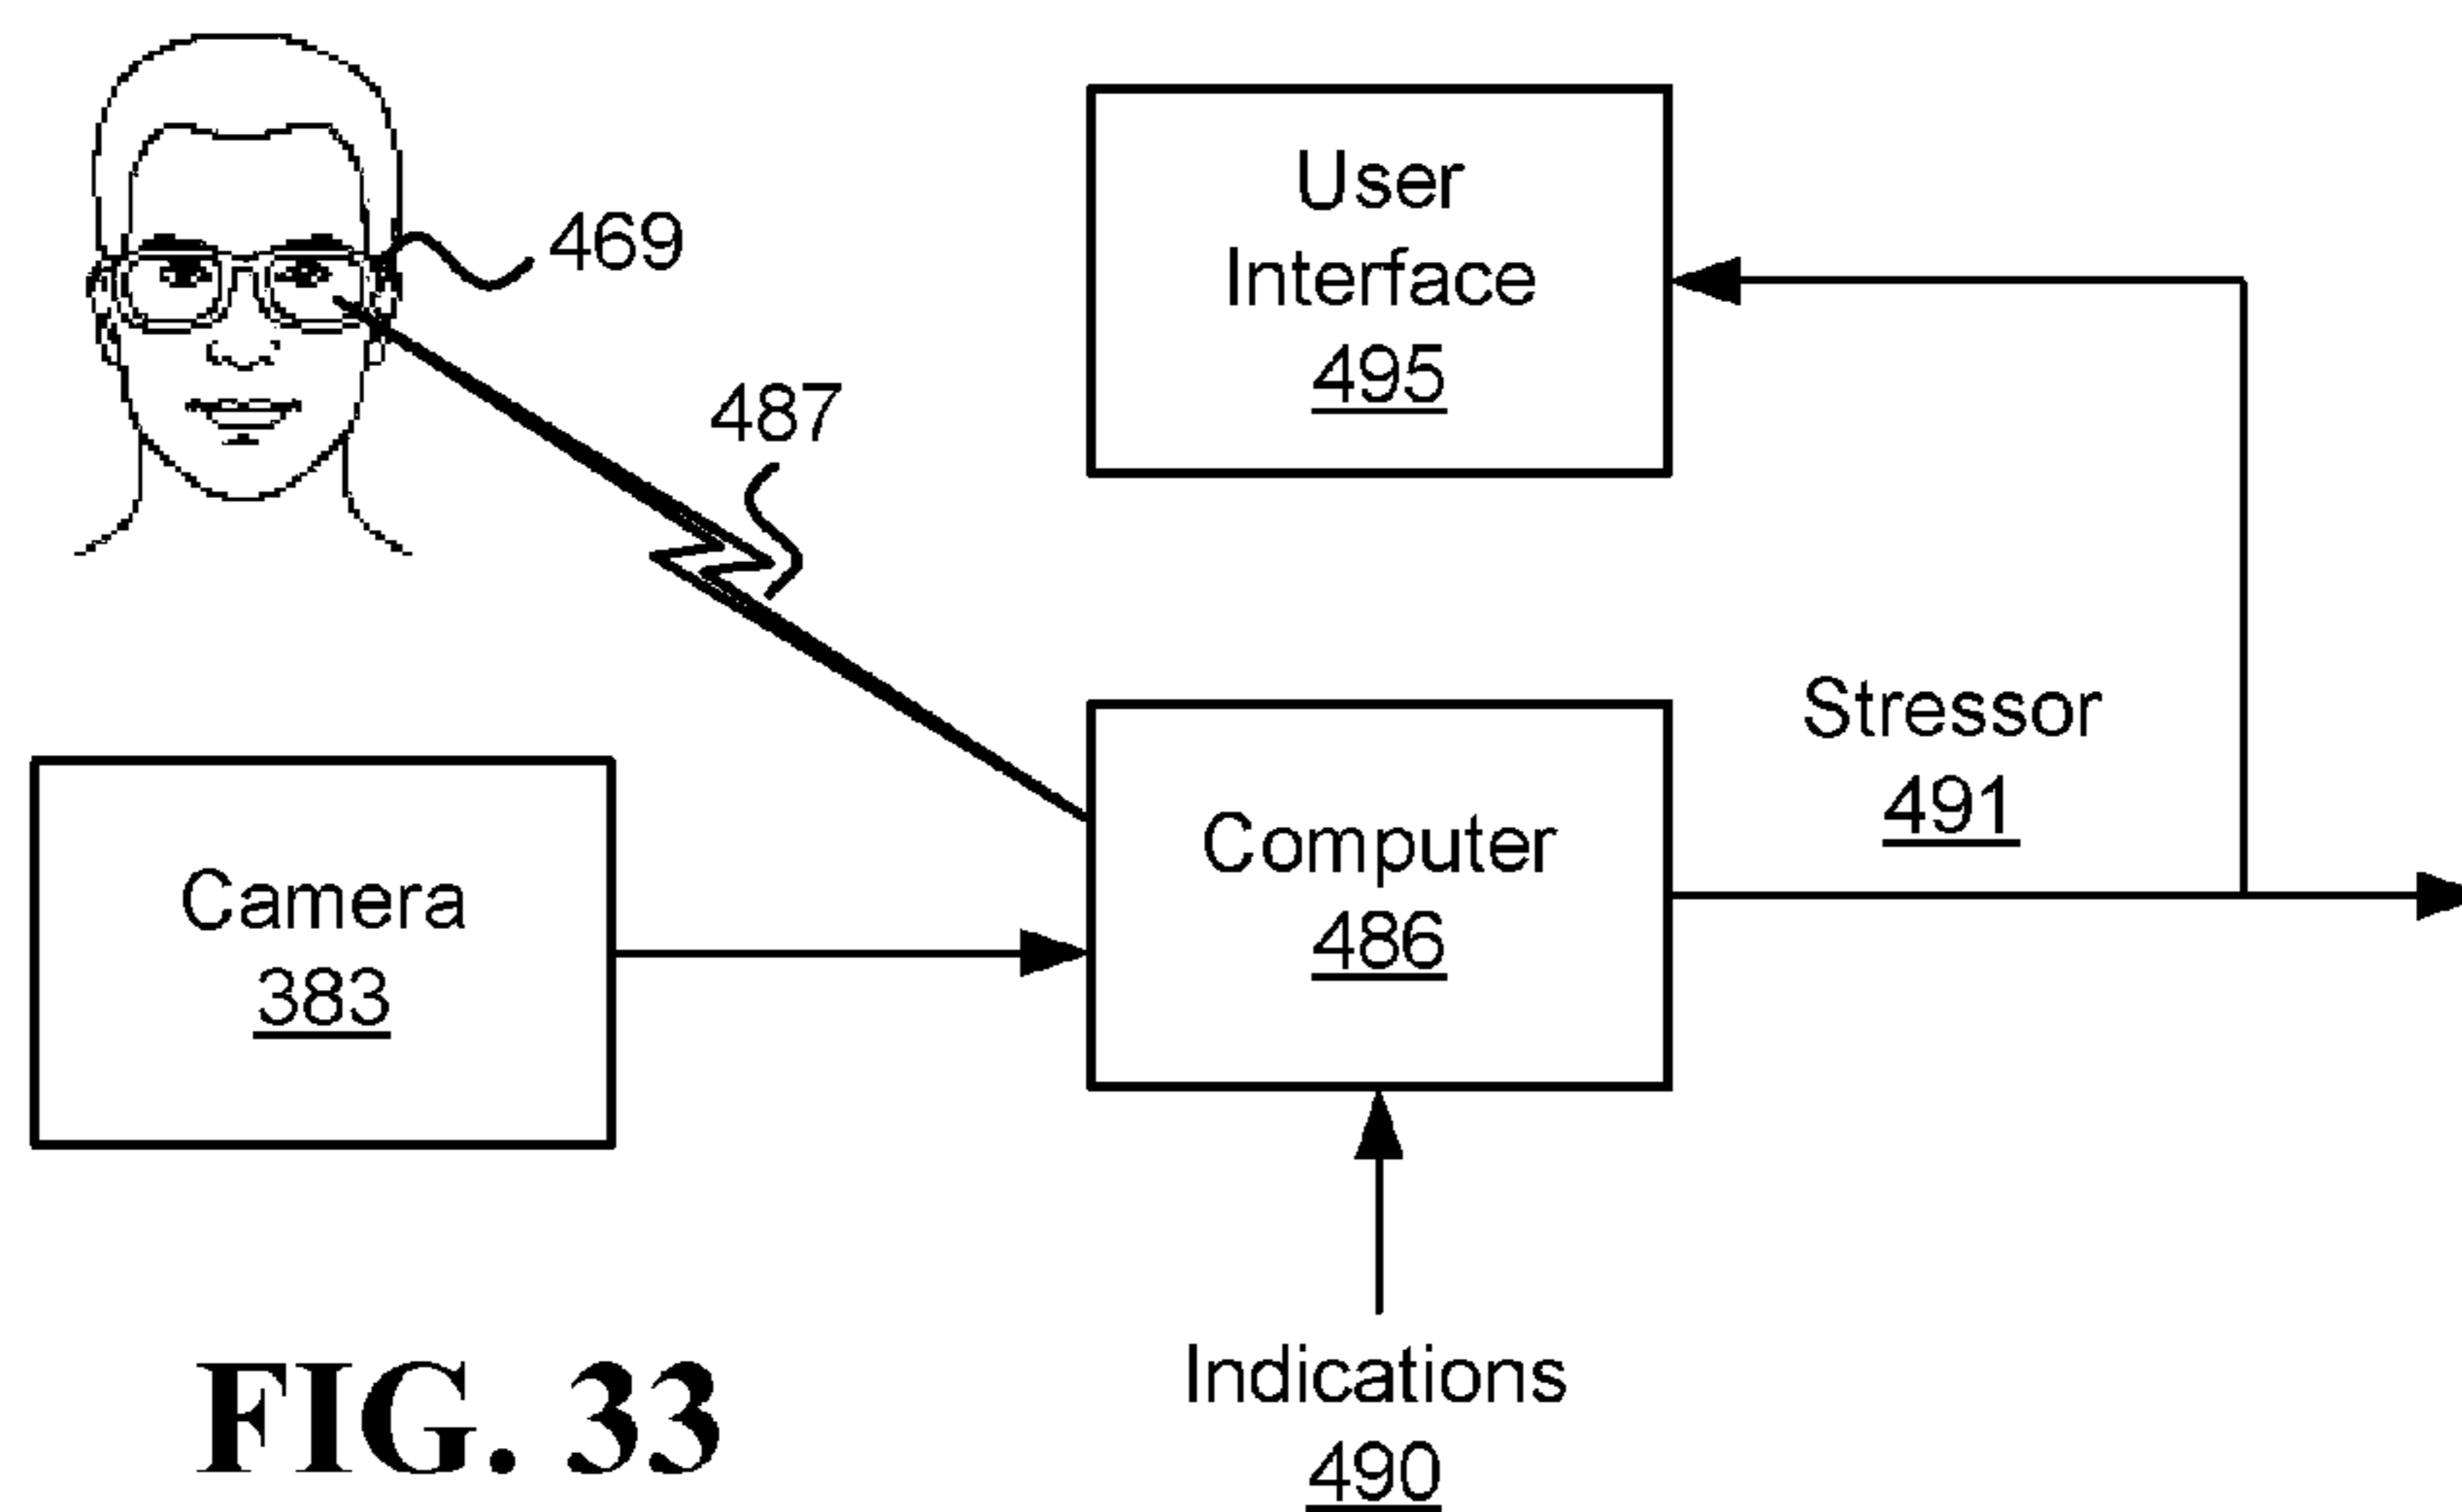 469
487
User
Interface
495
Stressor
491
Camera
383
Computer
486
Indications
490
FIG. 33